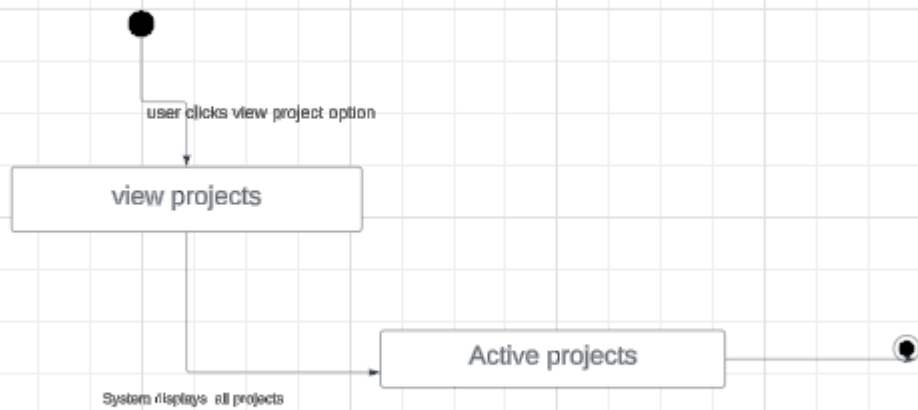 user clicks view project option
view projects
Active projects
System displays all projects